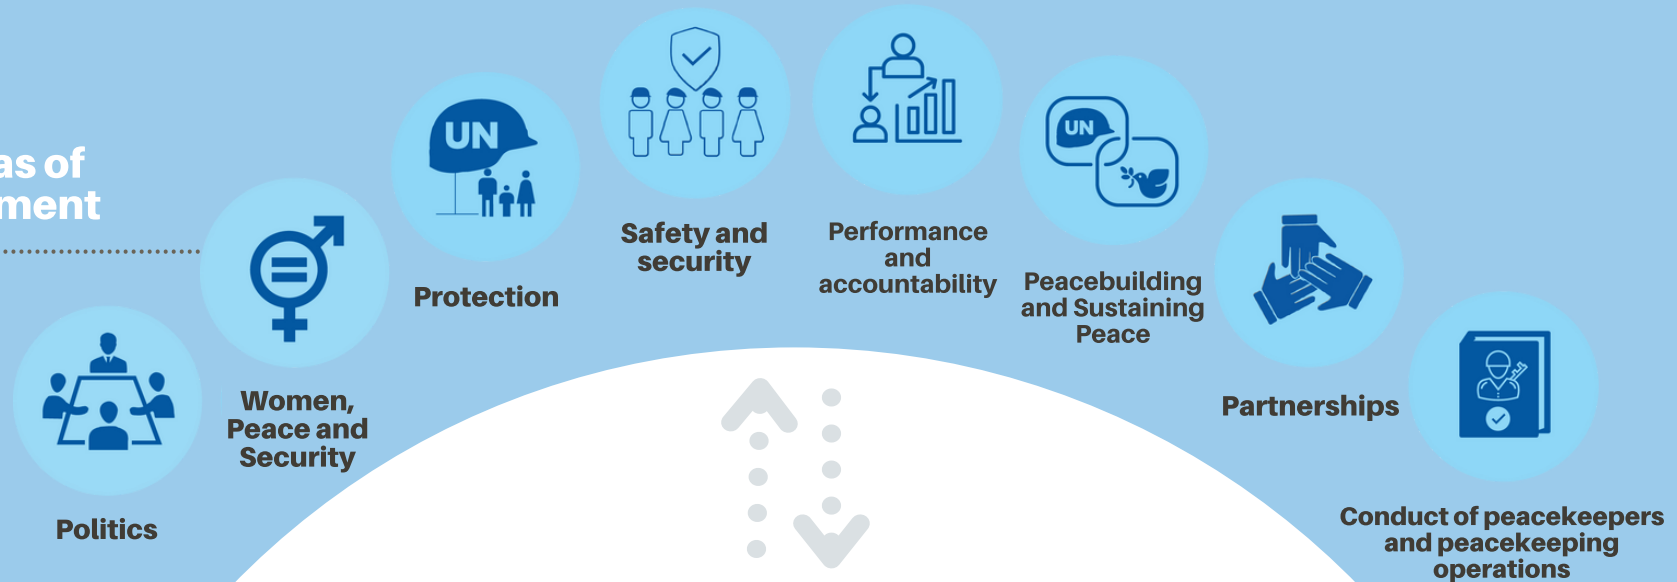 as of
ment
UN
UN
Safety and
security
Performance
and
accountability
Peacebuilding
and Sustaining
Peace
Protection
Women,
Peace and
Security
Partnerships
Politics
Conduct of peacekeepers
and peacekeeping
operations